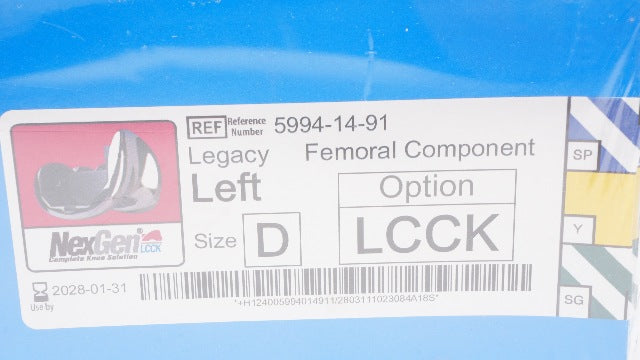 REF Reference Number 5994-14-91
Legacy Femoral Component
Left
Option
LCCK
Size D
NexGen LCCK
Complete Knee Solution
2028-01-31
Use by
*+H124005994014911/2803111023084A18S*
SP
Y
SG